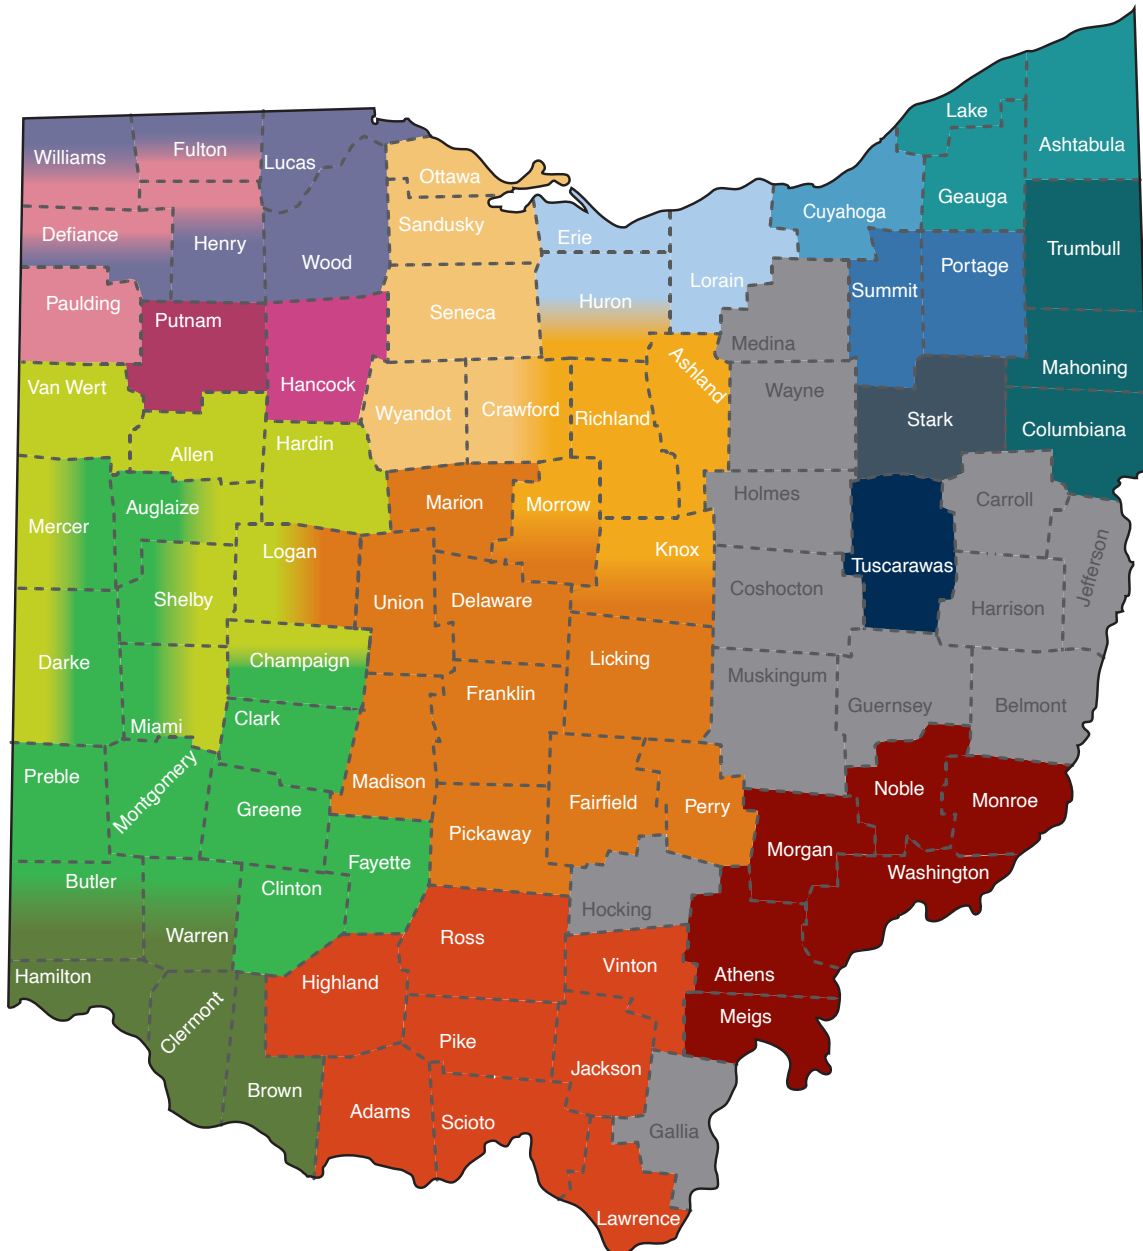 Lake
Ashtabula
Williams
Fulton
Lucas
Ottawa
Geauga
Cuyahoga
Defiance
Henry
Wood
Sandusky
Erie
Lorain
Trumbull
Portage
Summit
Paulding
Putnam
Seneca
Huron
Medina
Mahoning
Van Wert
Hancock
Wyandot
Crawford
Richland
Ashland
Wayne
Stark
Columbiana
Allen
Hardin
Marion
Morrow
Holmes
Carroll
Mercer
Auglaize
Logan
Knox
Tuscarawas
Jefferson
Shelby
Union
Delaware
Coshocton
Harrison
Darke
Champaign
Licking
Muskingum
Guernsey
Belmont
Miami
Clark
Franklin
Preble
Montgomery
Madison
Greene
Fairfield
Perry
Noble
Monroe
Pickaway
Morgan
Fayette
Butler
Clinton
Washington
Warren
Ross
Hocking
Hamilton
Highland
Vinton
Athens
Clermont
Pike
Meigs
Jackson
Brown
Adams
Scioto
Gallia
Lawrence